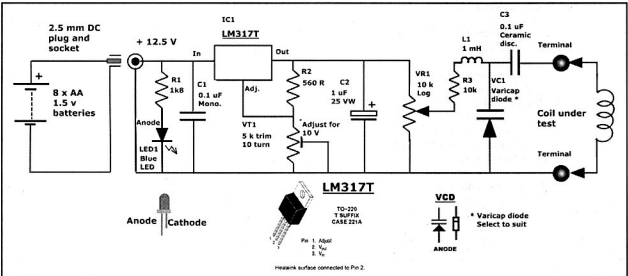 2.5 mm DC
plug and
socket
+ 12.5 V
8 x AA
1.5 v
batteries
+
R1
1k8
Anode
LED1
Blue
LED
C1
0.1 uF
Mono.
IC1
LM317T
In
Out
Adj.
R2
560 R
VT1
5 k trim
10 turn
Adjust for
10 V
C2
1 uF
25 VW
+
VR1
10 k
Log
L1
1 mH
R3
10k
VC1
Varicap
diode *
C3
0.1 uF
Ceramic
disc.
Terminal
Coil under
test
Terminal
Anode
Cathode
LM317T
TO-220
T SUFFIX
CASE 221A
Pin 1. Adjust
2. Vout
3. Vin
Heatsink surface connected to Pin 2.
VCD
ANODE
* Varicap diode
Select to suit